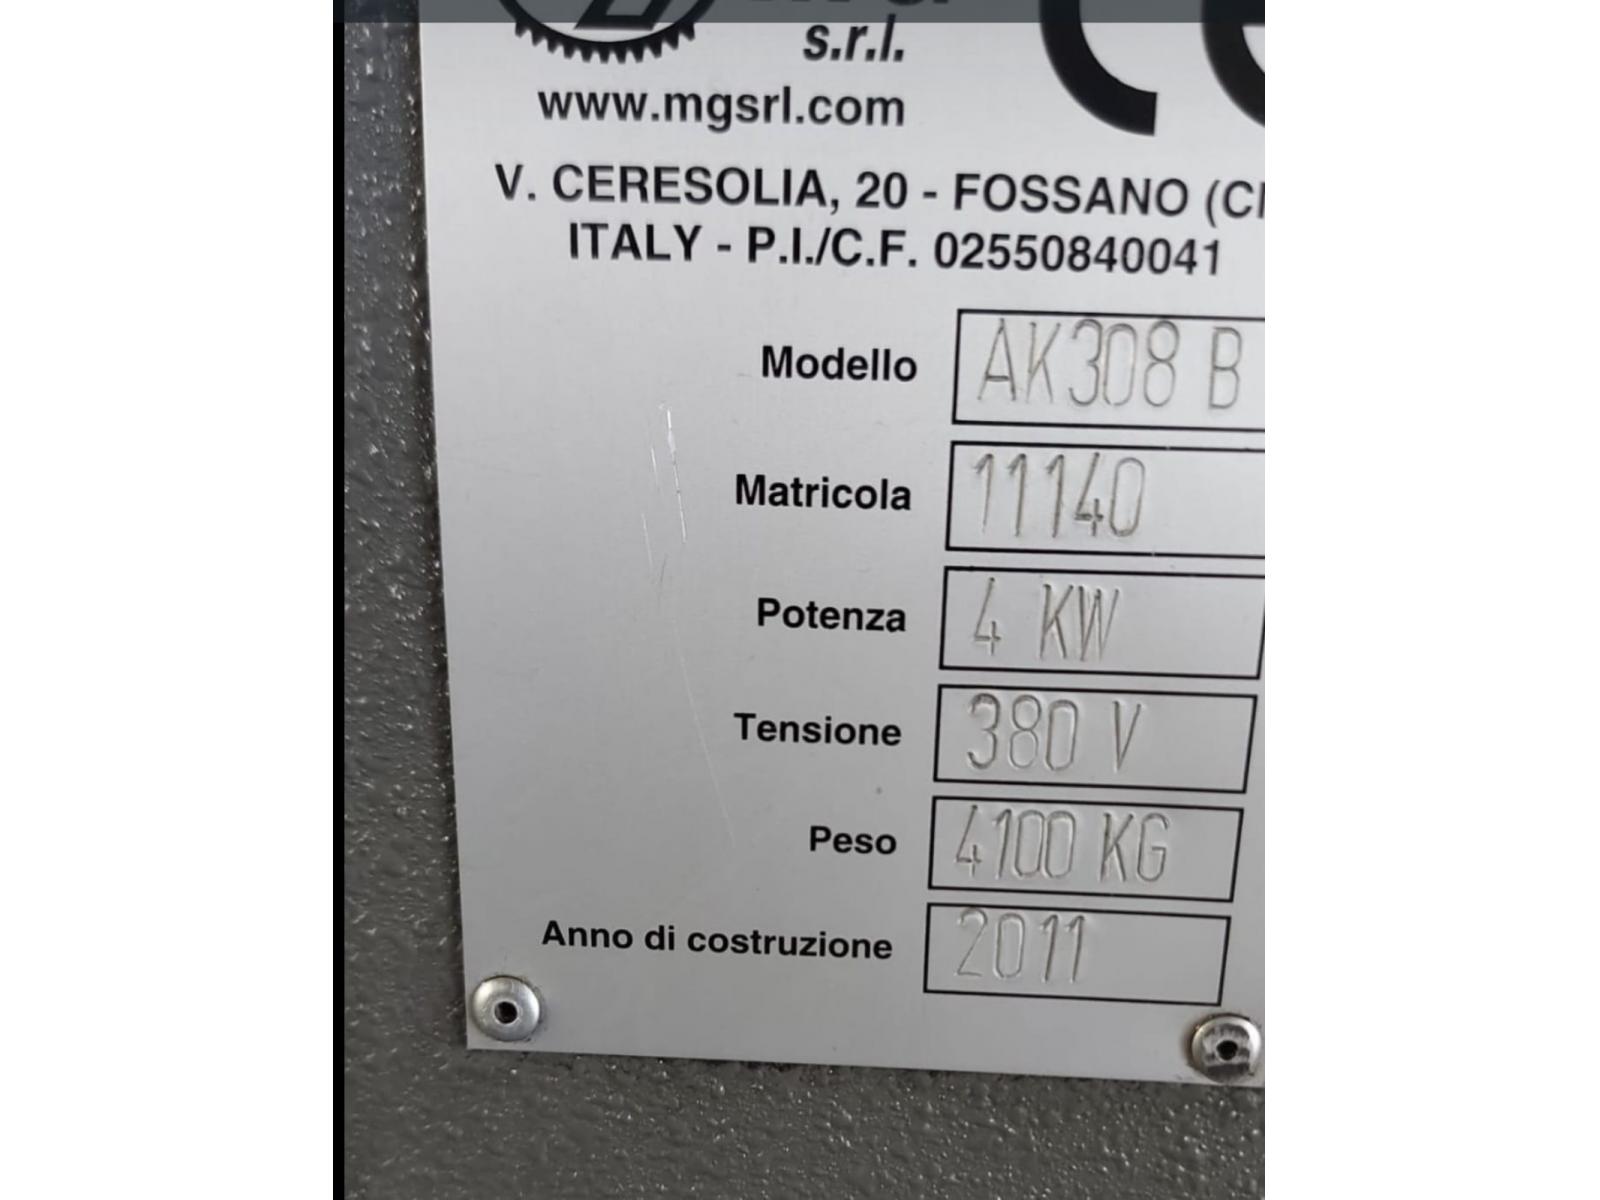 s.r.l.
www.mgsrl.com
CE
V. CERESOLIA, 20 - FOSSANO (C
ITALY - P.I./C.F. 02550840041
Modello AK308 B
Matricola 11140
Potenza 4 KW
Tensione 380 V
Peso 4100 KG
Anno di costruzione 2011